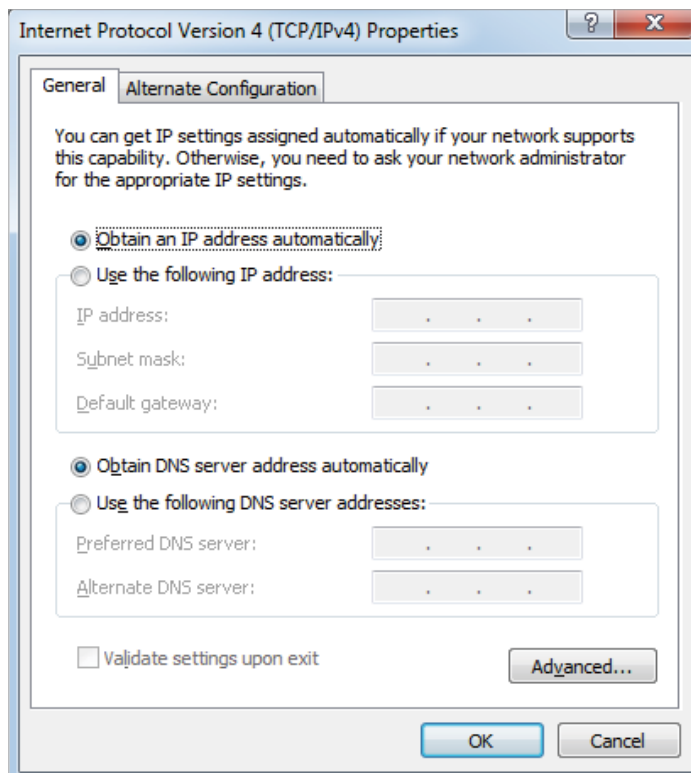 Internet Protocol Version 4 (TCP/IPv4) Properties
General
Alternate Configuration
You can get IP settings assigned automatically if your network supports
this capability. Otherwise, you need to ask your network administrator
for the appropriate IP settings.
Obtain an IP address automatically
Use the following IP address:
IP address:
Subnet mask:
Default gateway:
Obtain DNS server address automatically
Use the following DNS server addresses:
Preferred DNS server:
Alternate DNS server:
Validate settings upon exit
Advanced...
OK
Cancel